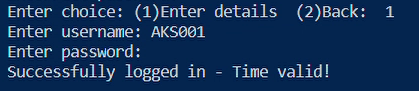 Enter choice: (1)Enter details  (2)Back:  1
Enter username: AKS001
Enter password:
Successfully logged in - Time valid!